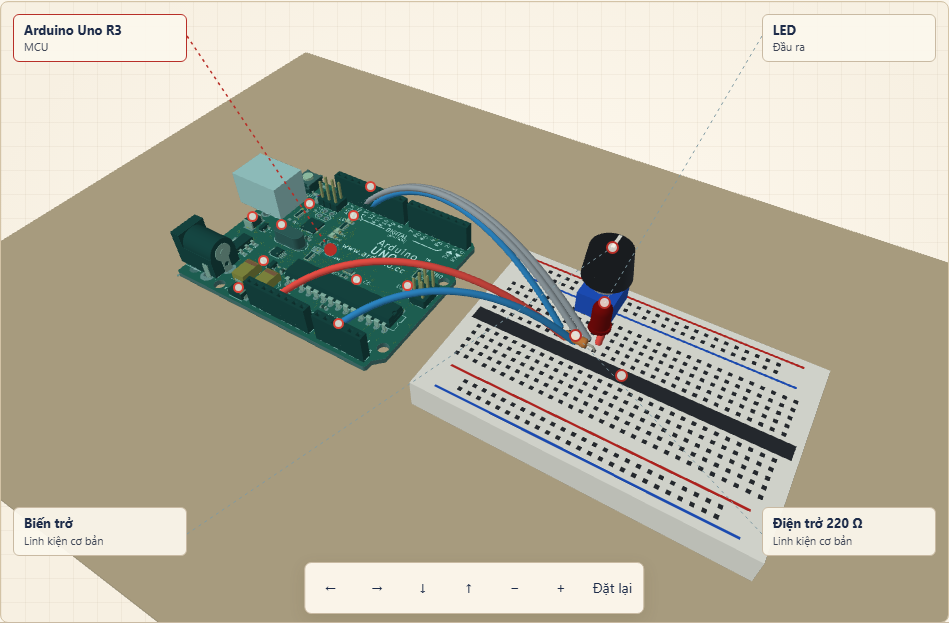 Arduino Uno R3
MCU
LED
Đầu ra
DIGITAL
Arduino
UNO
Biến trở
Linh kiện cơ bản
Điện trở 220 Ω
Linh kiện cơ bản
← → ↓ ↑ − + Đặt lại